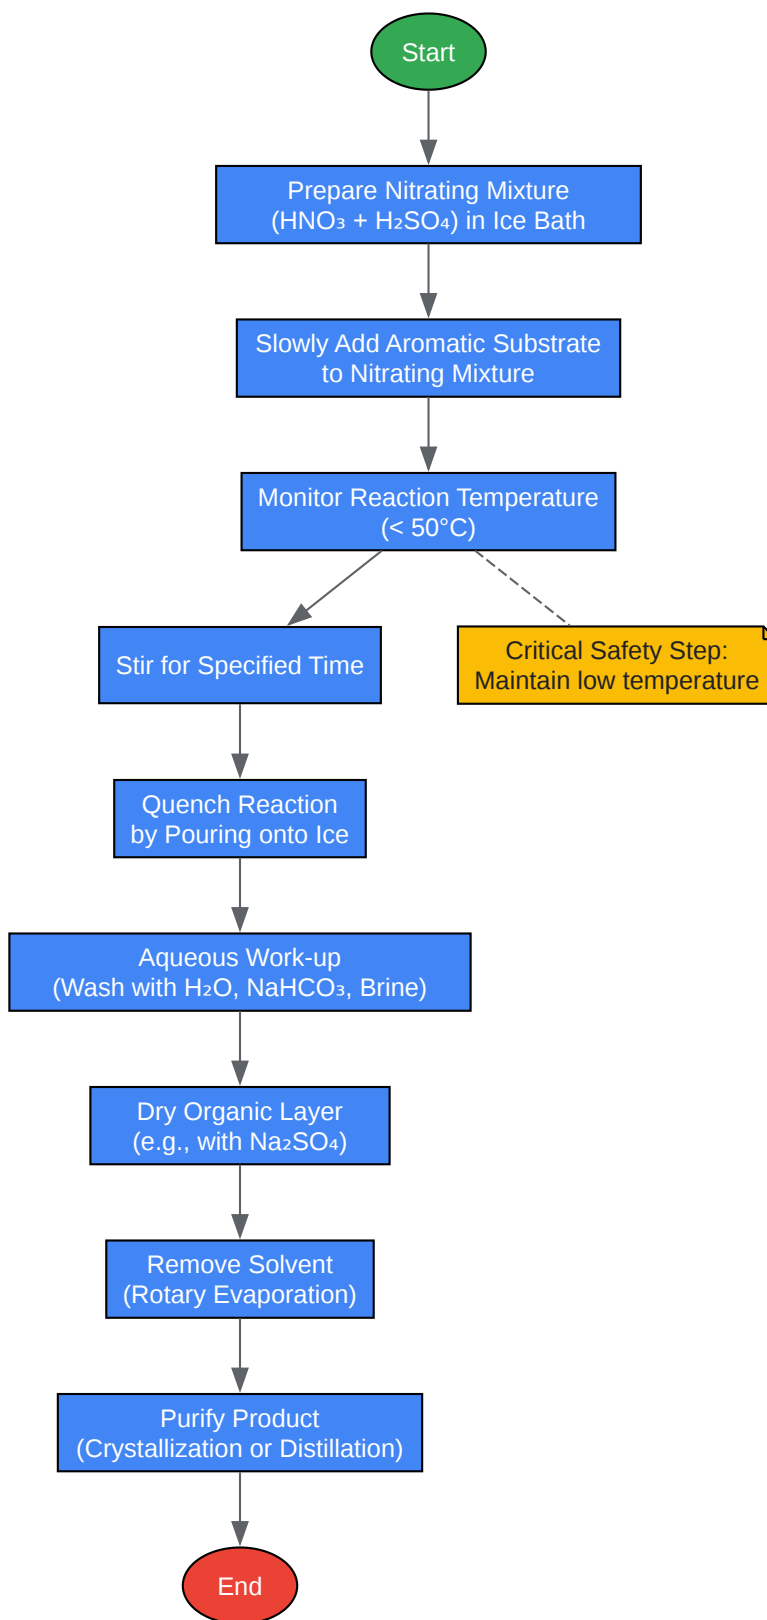 Start
Prepare Nitrating Mixture
(HNO₃ + H₂SO₄) in Ice Bath
Slowly Add Aromatic Substrate
to Nitrating Mixture
Monitor Reaction Temperature
(< 50°C)
Stir for Specified Time
Critical Safety Step:
Maintain low temperature
Quench Reaction
by Pouring onto Ice
Aqueous Work-up
(Wash with H₂O, NaHCO₃, Brine)
Dry Organic Layer
(e.g., with Na₂SO₄)
Remove Solvent
(Rotary Evaporation)
Purify Product
(Crystallization or Distillation)
End